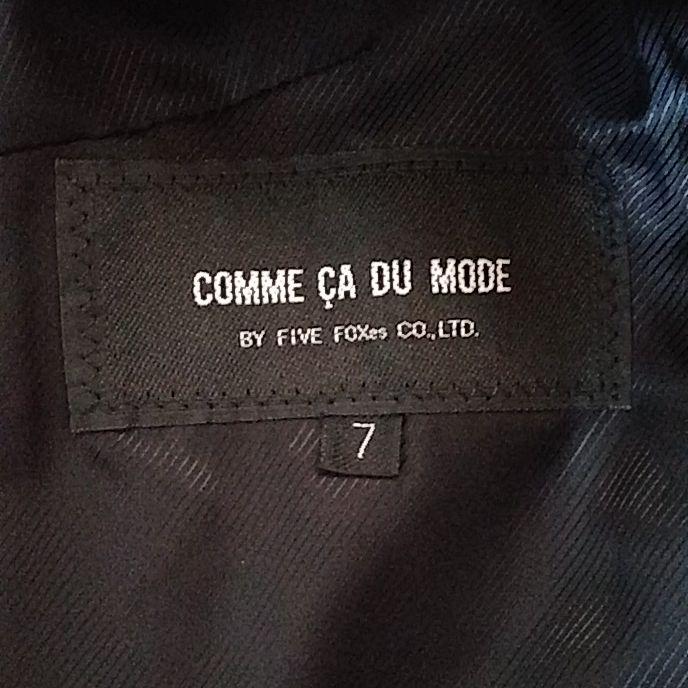 COMME ÇA DU MODE
BY FIVE FOXes CO.,LTD.
7